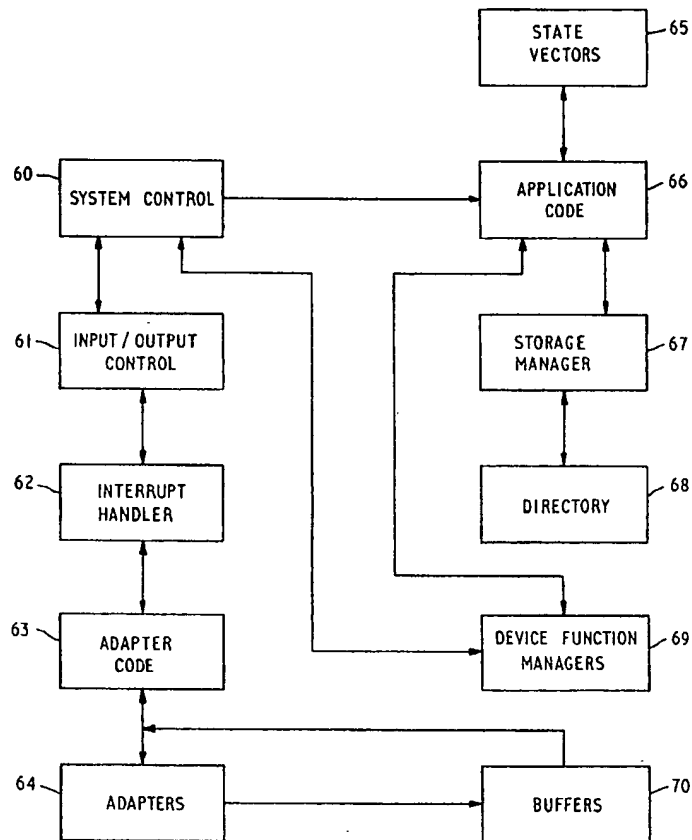 65
STATE
VECTORS
60
SYSTEM CONTROL
66
APPLICATION
CODE
61
INPUT / OUTPUT
CONTROL
67
STORAGE
MANAGER
62
INTERRUPT
HANDLER
68
DIRECTORY
63
ADAPTER
CODE
69
DEVICE FUNCTION
MANAGERS
64
ADAPTERS
70
BUFFERS